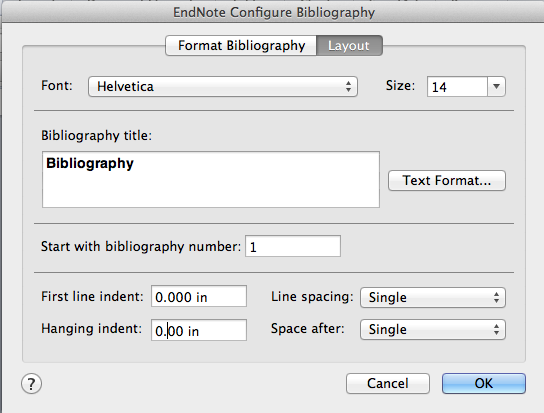 EndNote Configure Bibliography
Format Bibliography Layout
Font: Helvetica Size: 14
Bibliography title:
Bibliography
Text Format...
Start with bibliography number: 1
First line indent: 0.000 in Line spacing: Single
Hanging indent: 0.00 in Space after: Single
? Cancel OK